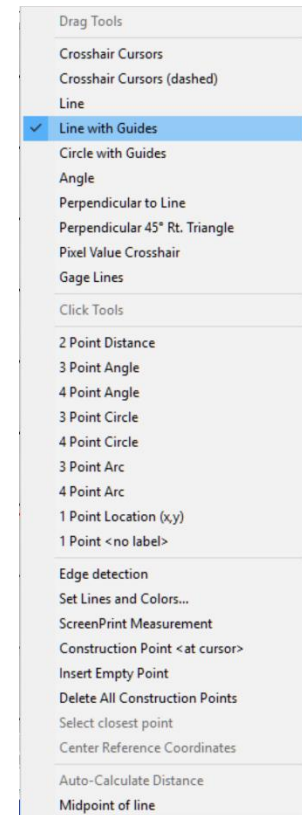 Drag Tools
Crosshair Cursors
Crosshair Cursors (dashed)
Line
Line with Guides
Circle with Guides
Angle
Perpendicular to Line
Perpendicular 45° Rt. Triangle
Pixel Value Crosshair
Gage Lines
Click Tools
2 Point Distance
3 Point Angle
4 Point Angle
3 Point Circle
4 Point Circle
3 Point Arc
4 Point Arc
1 Point Location (x,y)
1 Point <no label>
Edge detection
Set Lines and Colors...
ScreenPrint Measurement
Construction Point <at cursor>
Insert Empty Point
Delete All Construction Points
Select closest point
Center Reference Coordinates
Auto-Calculate Distance
Midpoint of line